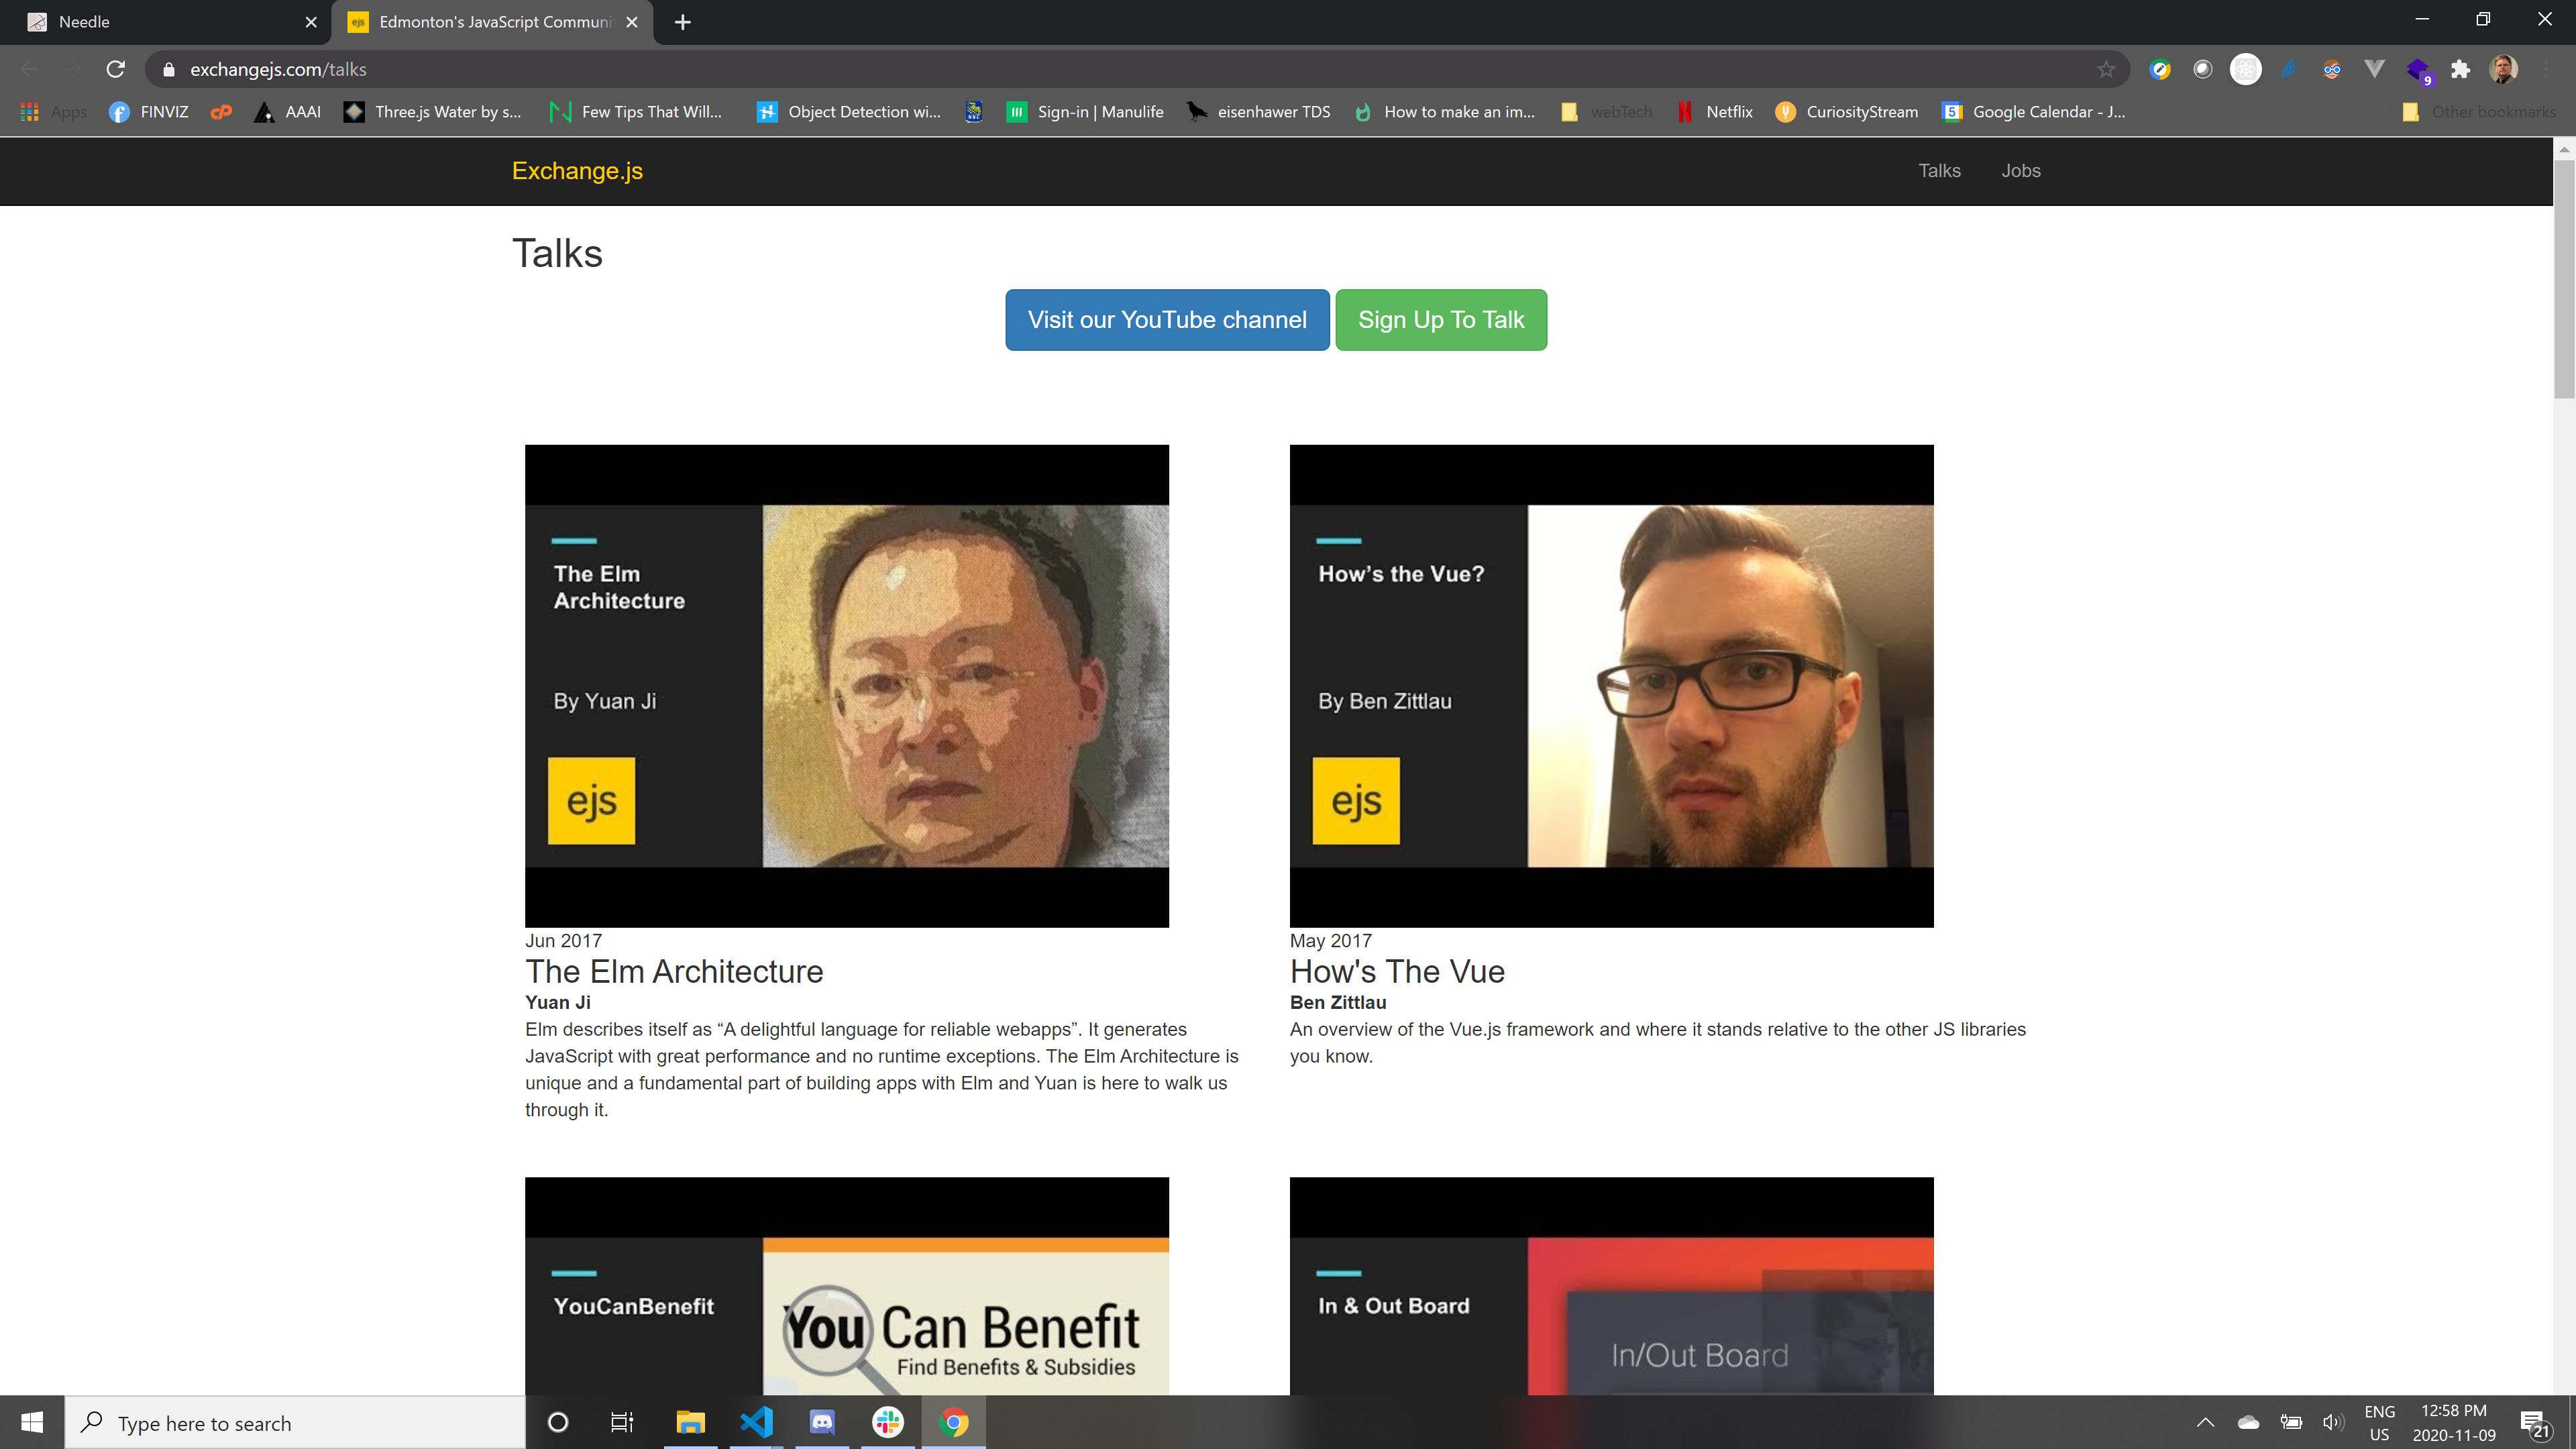 Needle
Edmonton's JavaScript Communi
exchangejs.com/talks
9
Apps
FINVIZ
AAAI
Three.js Water by s...
Few Tips That Will...
Object Detection wi...
Sign-in | Manulife
eisenhawer TDS
How to make an im...
webTech
Netflix
CuriosityStream
5
Google Calendar - J...
Other bookmarks
Exchange.js
Talks
Jobs
Talks
Visit our YouTube channel
Sign Up To Talk
The Elm
Architecture
By Yuan Ji
ejs
How's the Vue?
By Ben Zittlau
ejs
Jun 2017
The Elm Architecture
Yuan Ji
Elm describes itself as “A delightful language for reliable webapps”. It generates
JavaScript with great performance and no runtime exceptions. The Elm Architecture is
unique and a fundamental part of building apps with Elm and Yuan is here to walk us
through it.
May 2017
How's The Vue
Ben Zittlau
An overview of the Vue.js framework and where it stands relative to the other JS libraries
you know.
YouCanBenefit
You Can Benefit
Find Benefits & Subsidies
In & Out Board
In/Out Board
Type here to search
ENG
US
12:58 PM
2020-11-09
21